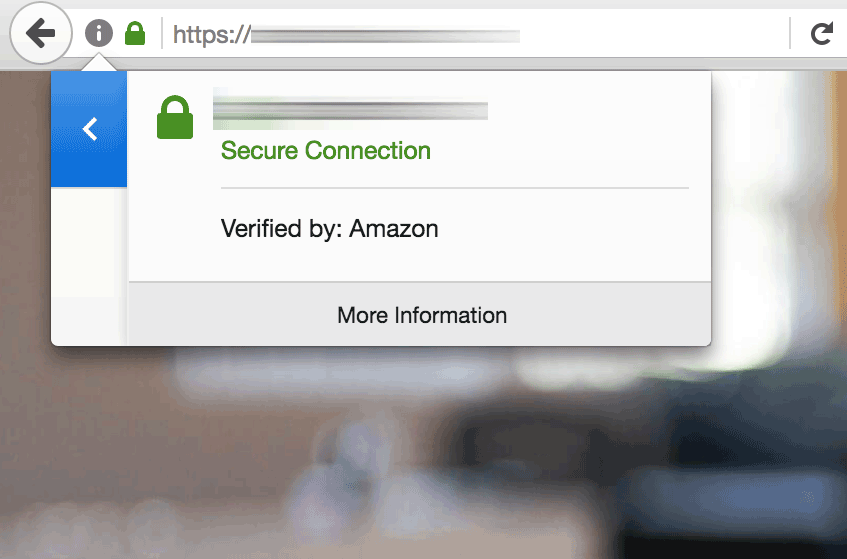 https://
Secure Connection
Verified by: Amazon
More Information